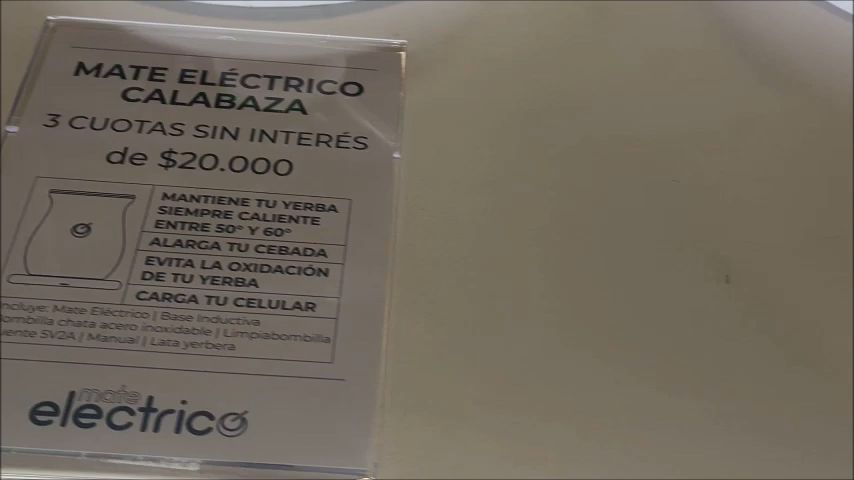 MATE ELÉCTRICO
CALABAZA
3 CUOTAS SIN INTERÉS
de $20.000
MANTIENE TU YERBA
SIEMPRE CALIENTE
ENTRE 50° Y 60°
ALARGA TU CEBADA
EVITA LA OXIDACIÓN
DE TU YERBA
CARGA TU CELULAR
ncluye: Mate Eléctrico | Base Inductiva
ombilla chata acero inoxidable | Limpiabombilla
uente 5V2A | Manual | Lata yerbera
mate
electrico